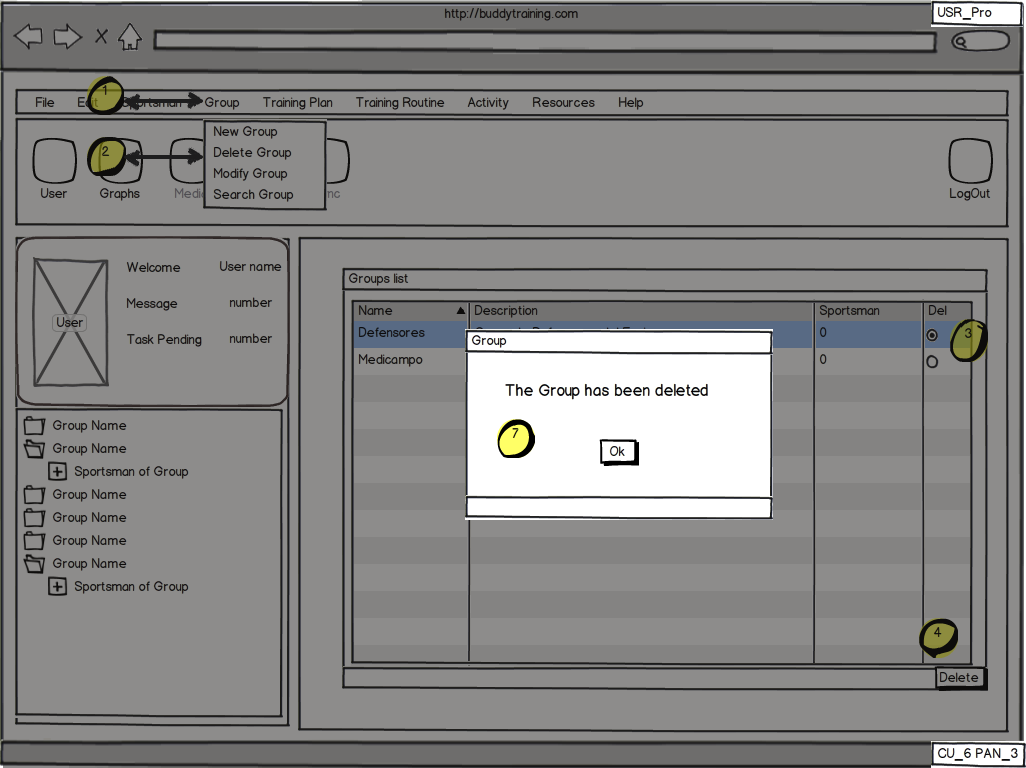 http://buddytraining.com
USR_Pro
1
File Edit Sportsman Group Training Plan Training Routine Activity Resources Help
New Group
2
Delete Group
Modify Group
Search Group
User Graphs LogOut
Welcome User name
Message number
User
Task Pending number
Groups list
Name Description Sportsman Del
Defensores 0
3
Medicampo 0
Group
The Group has been deleted
7
Ok
Group Name
Group Name
Sportsman of Group
Group Name
Group Name
Group Name
Group Name
Sportsman of Group
4
Delete
CU_6 PAN_3